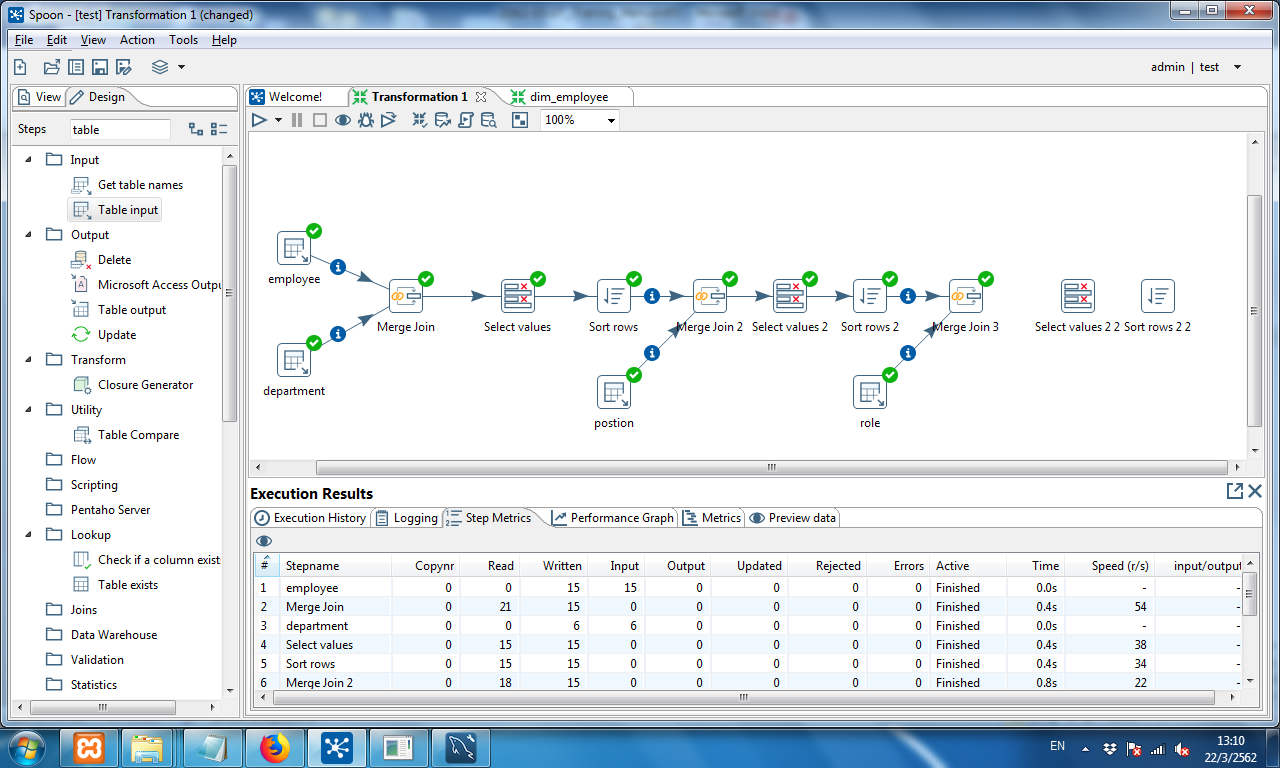 Spoon - [test] Transformation 1 (changed)
File Edit View Action Tools Help
admin | test
View Design
Welcome! Transformation 1 dim_employee
Steps table
100%
Input
Get table names
Table input
Output
Delete
Microsoft Access Outpu
Table output
Update
Transform
Closure Generator
Utility
Table Compare
Flow
Scripting
Pentaho Server
Lookup
Check if a column exist
Table exists
Joins
Data Warehouse
Validation
Statistics
employee
department
Merge Join
Select values
Sort rows
Merge Join 2
Select values 2
Sort rows 2
Merge Join 3
Select values 2 2
Sort rows 2 2
postion
role
Execution Results
Execution History Logging Step Metrics Performance Graph Metrics Preview data
# Stepname Copynr Read Written Input Output Updated Rejected Errors Active Time Speed (r/s) input/output
1 employee 0 0 15 15 0 0 0 0 Finished 0.0s - -
2 Merge Join 0 21 15 0 0 0 0 0 Finished 0.4s 54 -
3 department 0 0 6 6 0 0 0 0 Finished 0.0s - -
4 Select values 0 15 15 0 0 0 0 0 Finished 0.4s 38 -
5 Sort rows 0 15 15 0 0 0 0 0 Finished 0.4s 34 -
6 Merge Join 2 0 18 15 0 0 0 0 0 Finished 0.8s 22 -
EN
13:10
22/3/2562